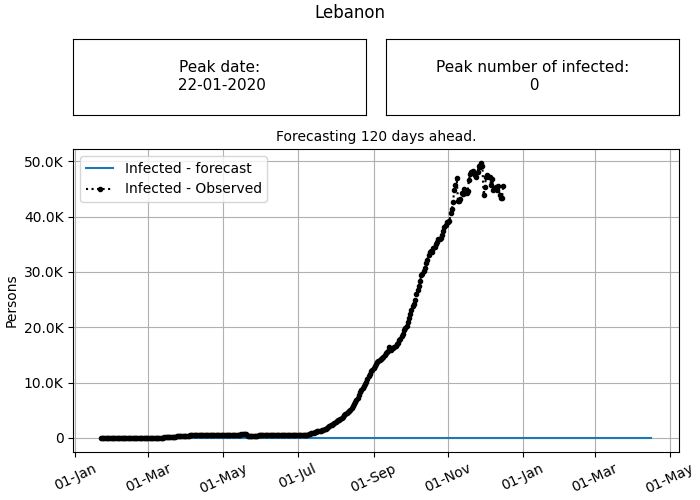 Lebanon
Peak date:
22-01-2020
Peak number of infected:
0
Forecasting 120 days ahead.
Infected - forecast
Infected - Observed
Persons
50.0K
40.0K
30.0K
20.0K
10.0K
0
01-Jan
01-Mar
01-May
01-Jul
01-Sep
01-Nov
01-Jan
01-Mar
01-May